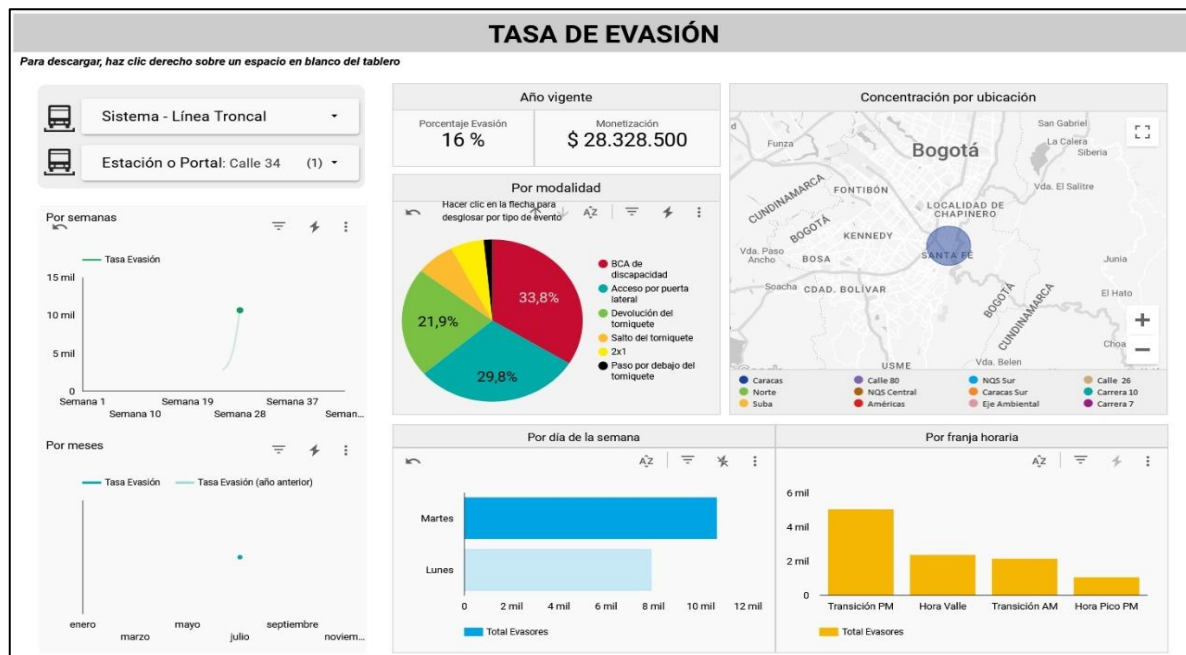 TASA DE EVASIÓN
Para descargar, haz clic derecho sobre un espacio en blanco del tablero
Sistema - Línea Troncal
Estación o Portal: Calle 34 (1)
Por semanas
Tasa Evasión
15 mil
10 mil
5 mil
0
Semana 1
Semana 19
Semana 37
Semana 10
Semana 28
Seman...
Por meses
Tasa Evasión
Tasa Evasión (año anterior)
enero
mayo
septiembre
marzo
julio
noviem...
Año vigente
Porcentaje Evasión
16 %
Monetización
$ 28.328.500
Por modalidad
Hacer clic en la flecha para
desglosar por tipo de evento
33,8%
29,8%
21,9%
BCA de
discapacidad
Acceso por puerta
lateral
Devolución del
torniquete
Salto del torniquete
2x1
Paso por debajo del
torniquete
Concentración por ubicación
San Gabriel
La Calera
Siberia
Funza
Bogotá
Vda. El Salitre
CUNDINAMARCA
FONTIBÓN
LOCALIDAD DE
CHAPINERO
BOGOTÁ
KENNEDY
Vda. Paso
Ancho
BOSA
SANTA FÉ
Junia
Soacha
CDAD. BOLÍVAR
BOGOTÁ
CUNDINAMARCA
El Hato
Choa
USME
Vda. Belen
Caracas
Calle 80
NQS Sur
Calle 26
Norte
NQS Central
Caracas Sur
Carrera 10
Suba
Américas
Eje Ambiental
Carrera 7
Por día de la semana
Martes
Lunes
0
2 mil
4 mil
6 mil
8 mil
10 mil
12 mil
Total Evasores
Por franja horaria
6 mil
4 mil
2 mil
0
Transición PM
Hora Valle
Transición AM
Hora Pico PM
Total Evasores